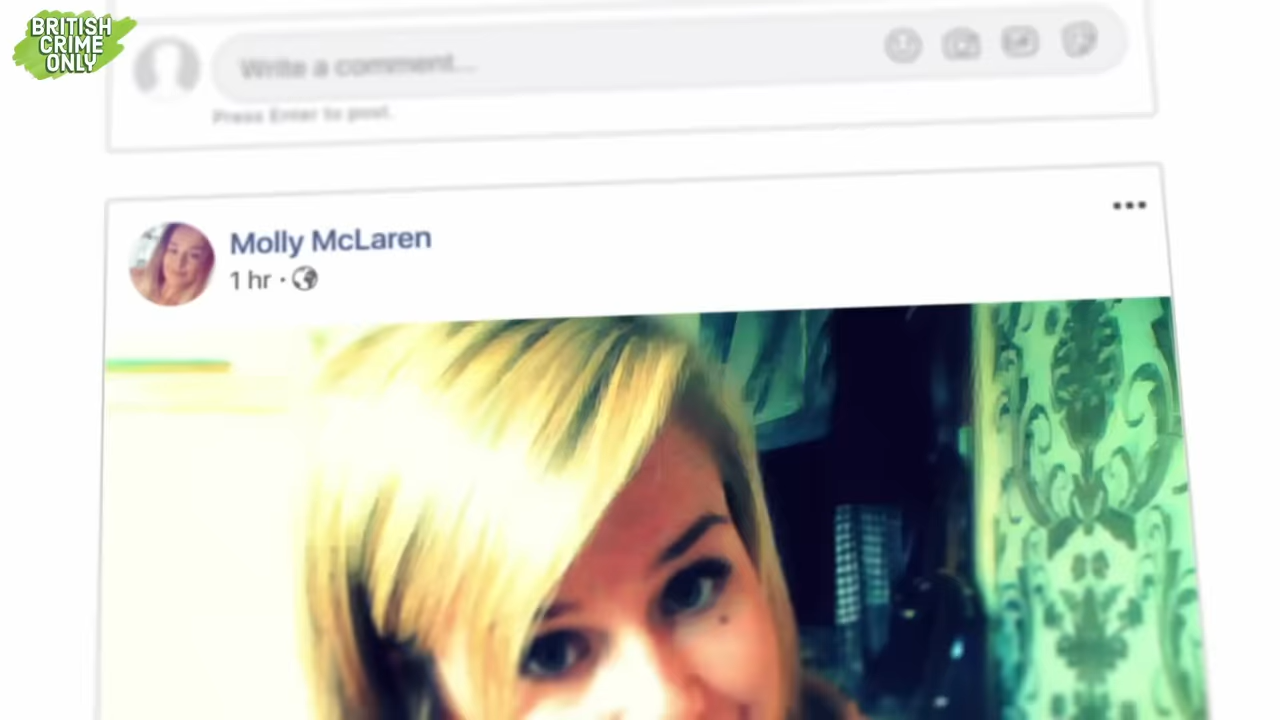 BRITISH
CRIME
ONLY
Write a comment...
Press Enter to post.
Molly McLaren
1 hr ·